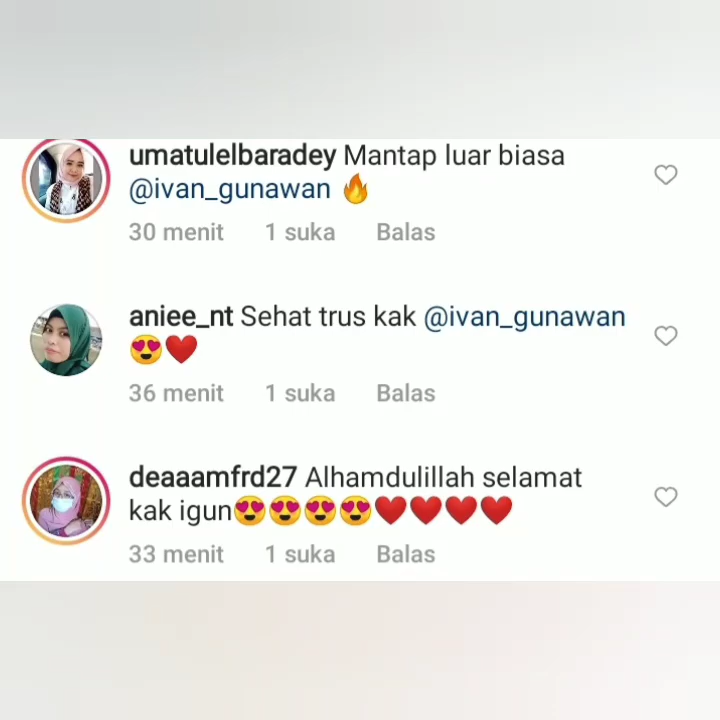 umatulelbaradey Mantap luar biasa
@ivan_gunawan 🔥
30 menit 1 suka Balas
aniee_nt Sehat trus kak @ivan_gunawan
😍❤️
36 menit 1 suka Balas
deaaamfrd27 Alhamdulillah selamat
kak igun😍😍😍😍❤️❤️❤️❤️
33 menit 1 suka Balas